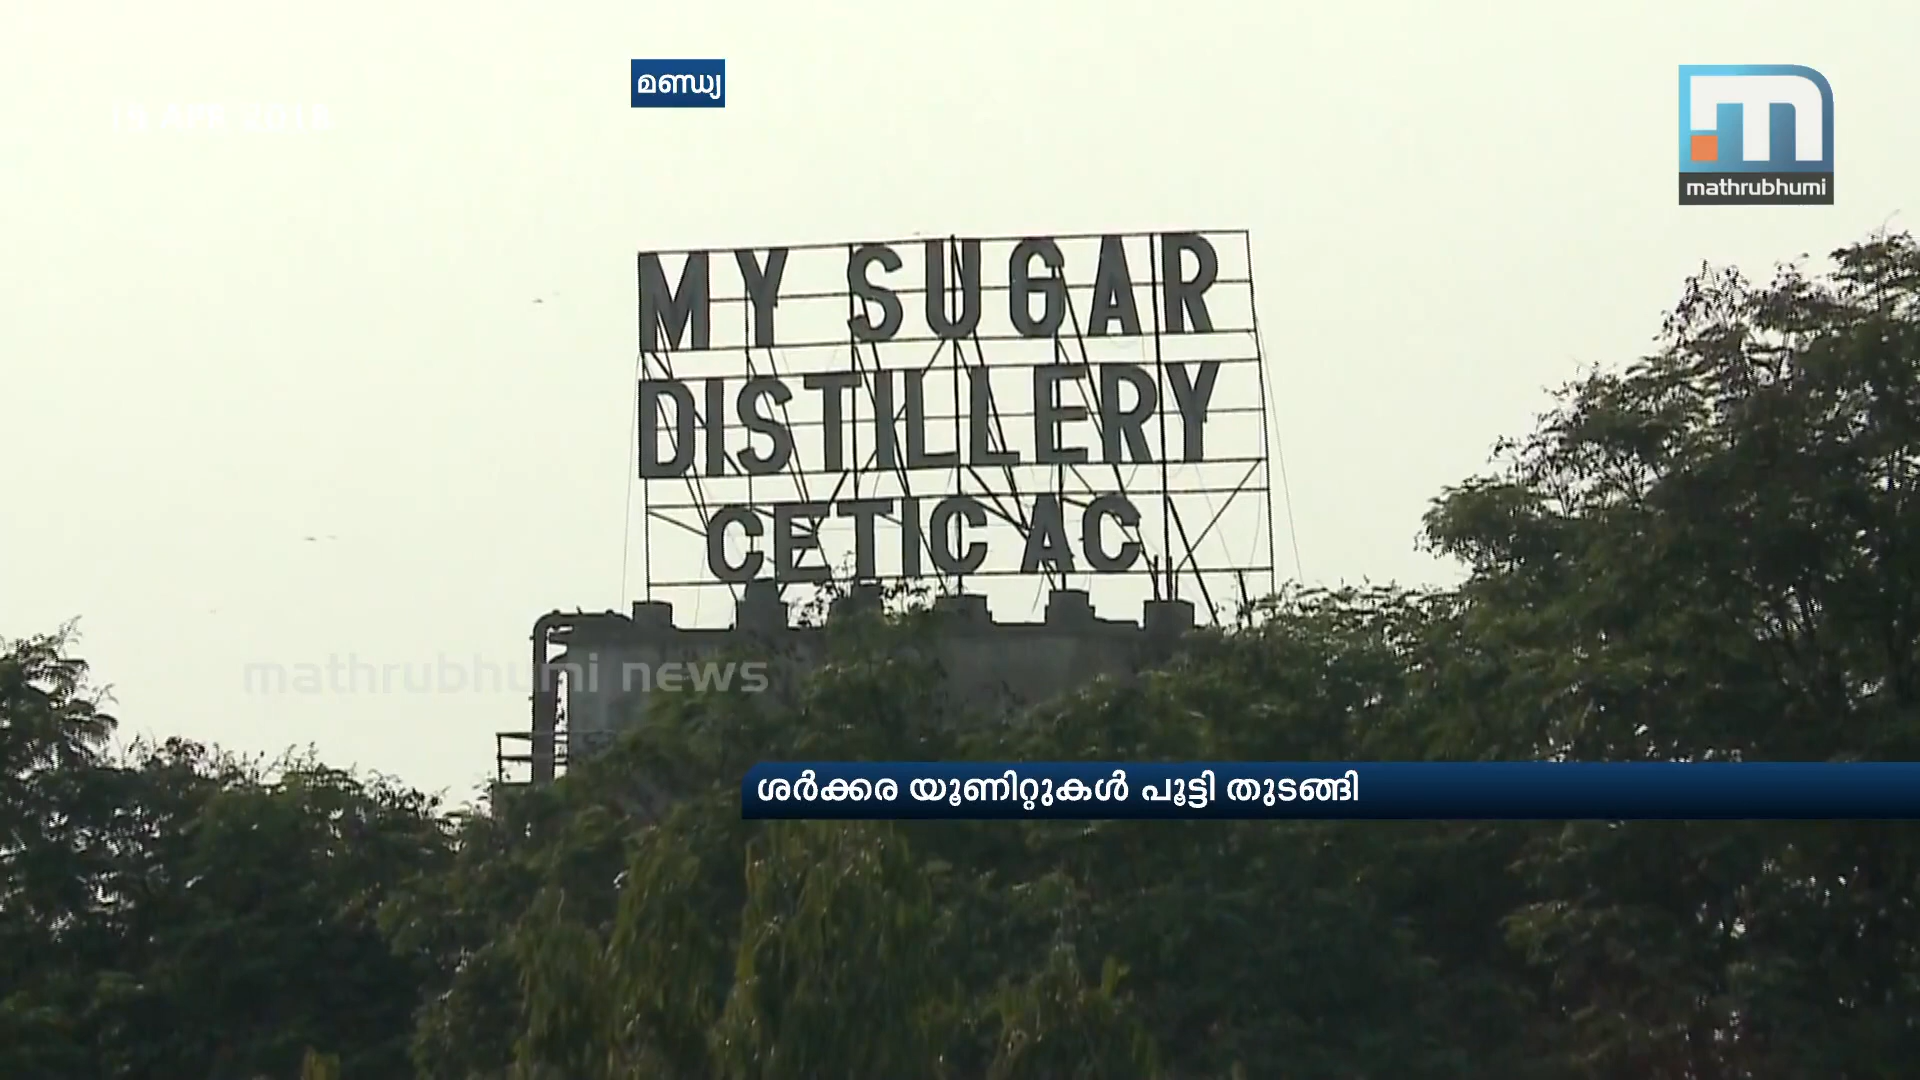 മണ്ഡ്യ
mathrubhumi
MY SUGAR
DISTILLERY
CETIC AC
mathrubhumi news
ശർക്കര യൂണിറ്റുകൾ പൂട്ടി തുടങ്ങി